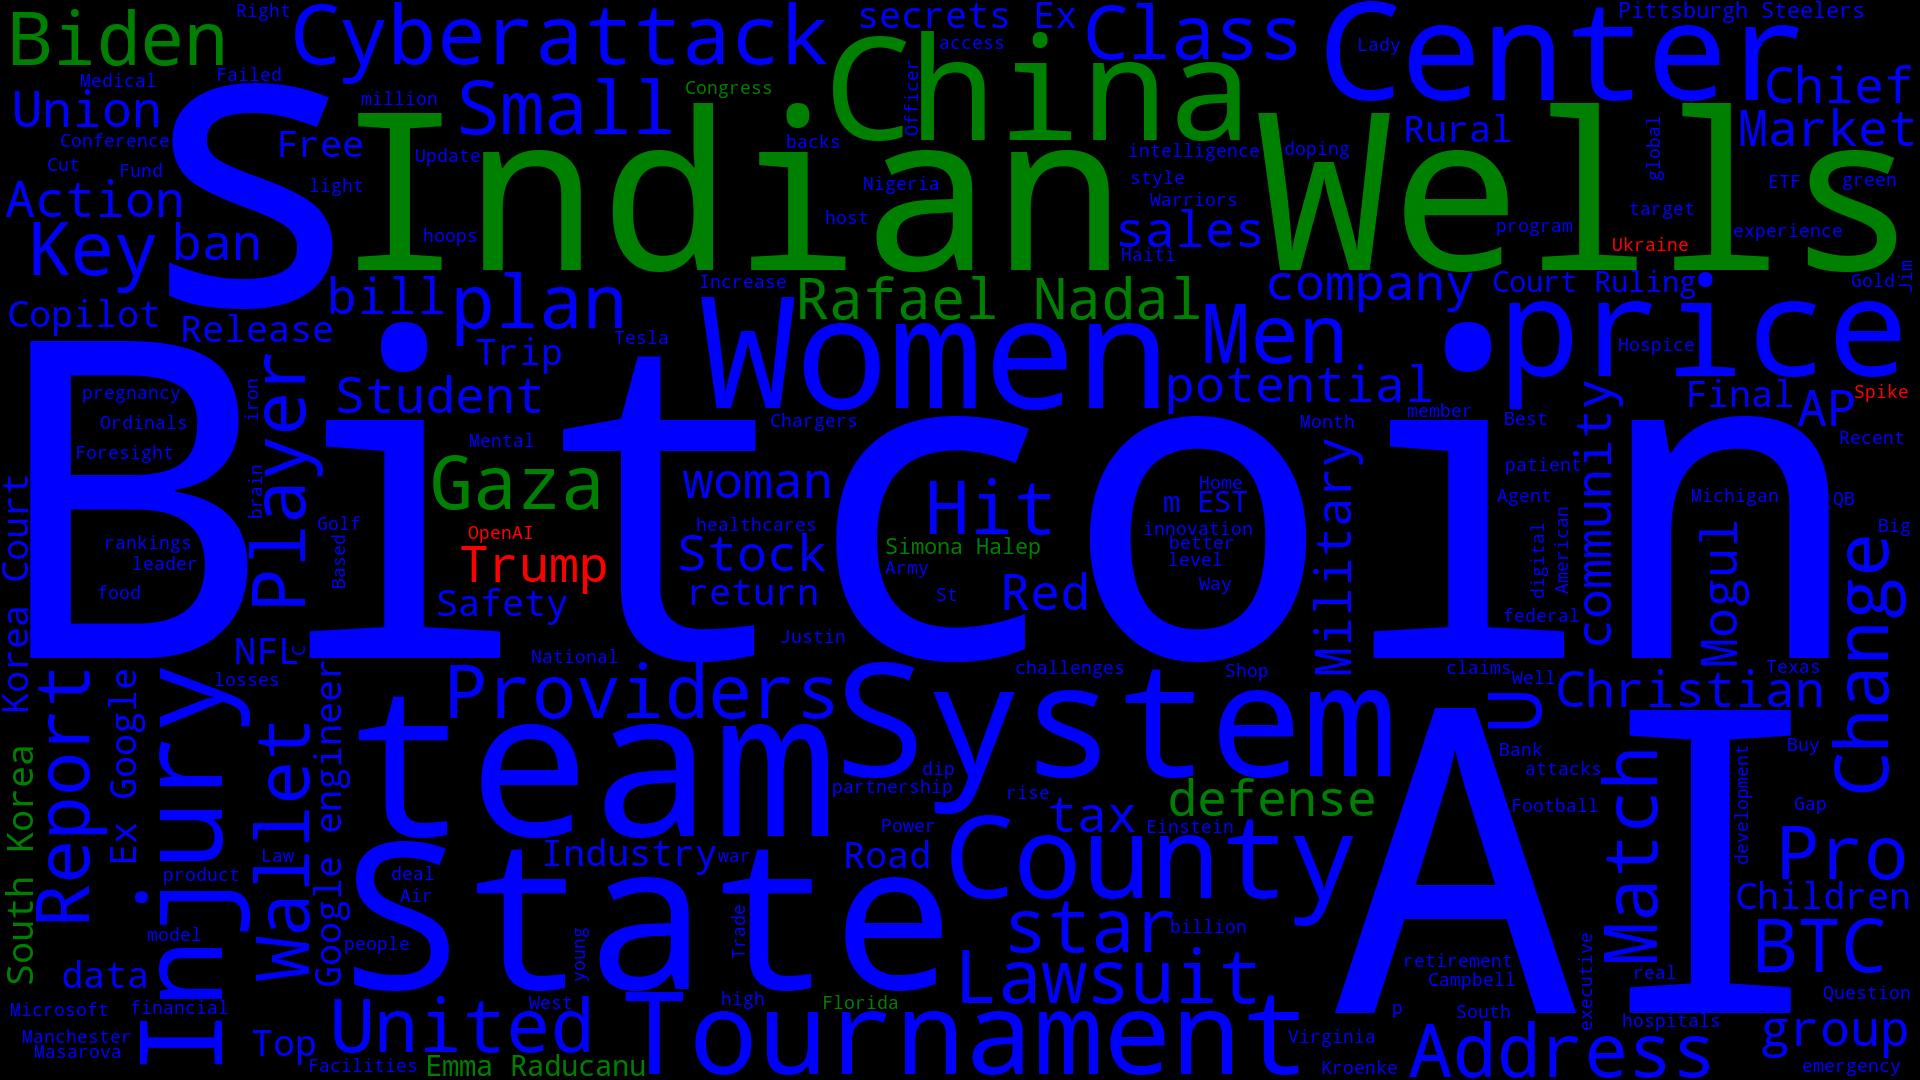 Right
Biden
Cyberattack
secrets Ex
Class
Center
Pittsburgh Steelers
access
Lady
China
Medical
Failed
Small
Congress
Officer
Chief
Union
million
Market
S
Indian Wells
Conference
Free
Update
backs
intelligence
doping
Rural
global
Cut
Fund
light
Nigeria
style
ETF
green
Action
Warriors
target
Key
ban
hoops
host
sales
program
Ukraine
experience
Haiti
bill
plan
Increase
Rafael Nadal
company
Court Ruling
Gold
Jim
Copilot
Release
Trip
Tesla
Women
Men
price
Hospice
Student
potential
Final
AP
Spike
pregnancy
iron
Player
Ordinals
Chargers
Month
member
Best
community
Recent
Foresight
Mental
Bitcoin
Korea Court
brain
Gaza
woman
Hit
Home
m EST
Military
patient
Agent
Michigan
QB
Golf
OpenAI
healthcares
innovation
Big
rankings
Based
Trump
Stock
Simona Halep
better
digital
American
Mogul
leader
Army
level
food
Safety
return
St
Red
Way
federal
Change
Justin
NFL
C
National
challenges
Shop
claims
Well
Texas
losses
Report
Ex Google
Injury
Wallet
Google engineer
Providers
System
U
Christian
team
South Korea
dip
Bank
attacks
Match
development
Buy
partnership
rise
defense
AI
Football
Gap
Power
tax
Einstein
Law
Industry
war
Road
County
Pro
product
deal
Air
Children
State
star
billion
BTC
model
people
young
Trade
executive
data
Lawsuit
retirement
Campbell
real
Microsoft
financial
West
high
Florida
p
South
Question
Manchester
Masarova
Top
United
Tournament
Virginia
hospitals
group
Facilities
Emma Raducanu
Kroenke
Address
emergency